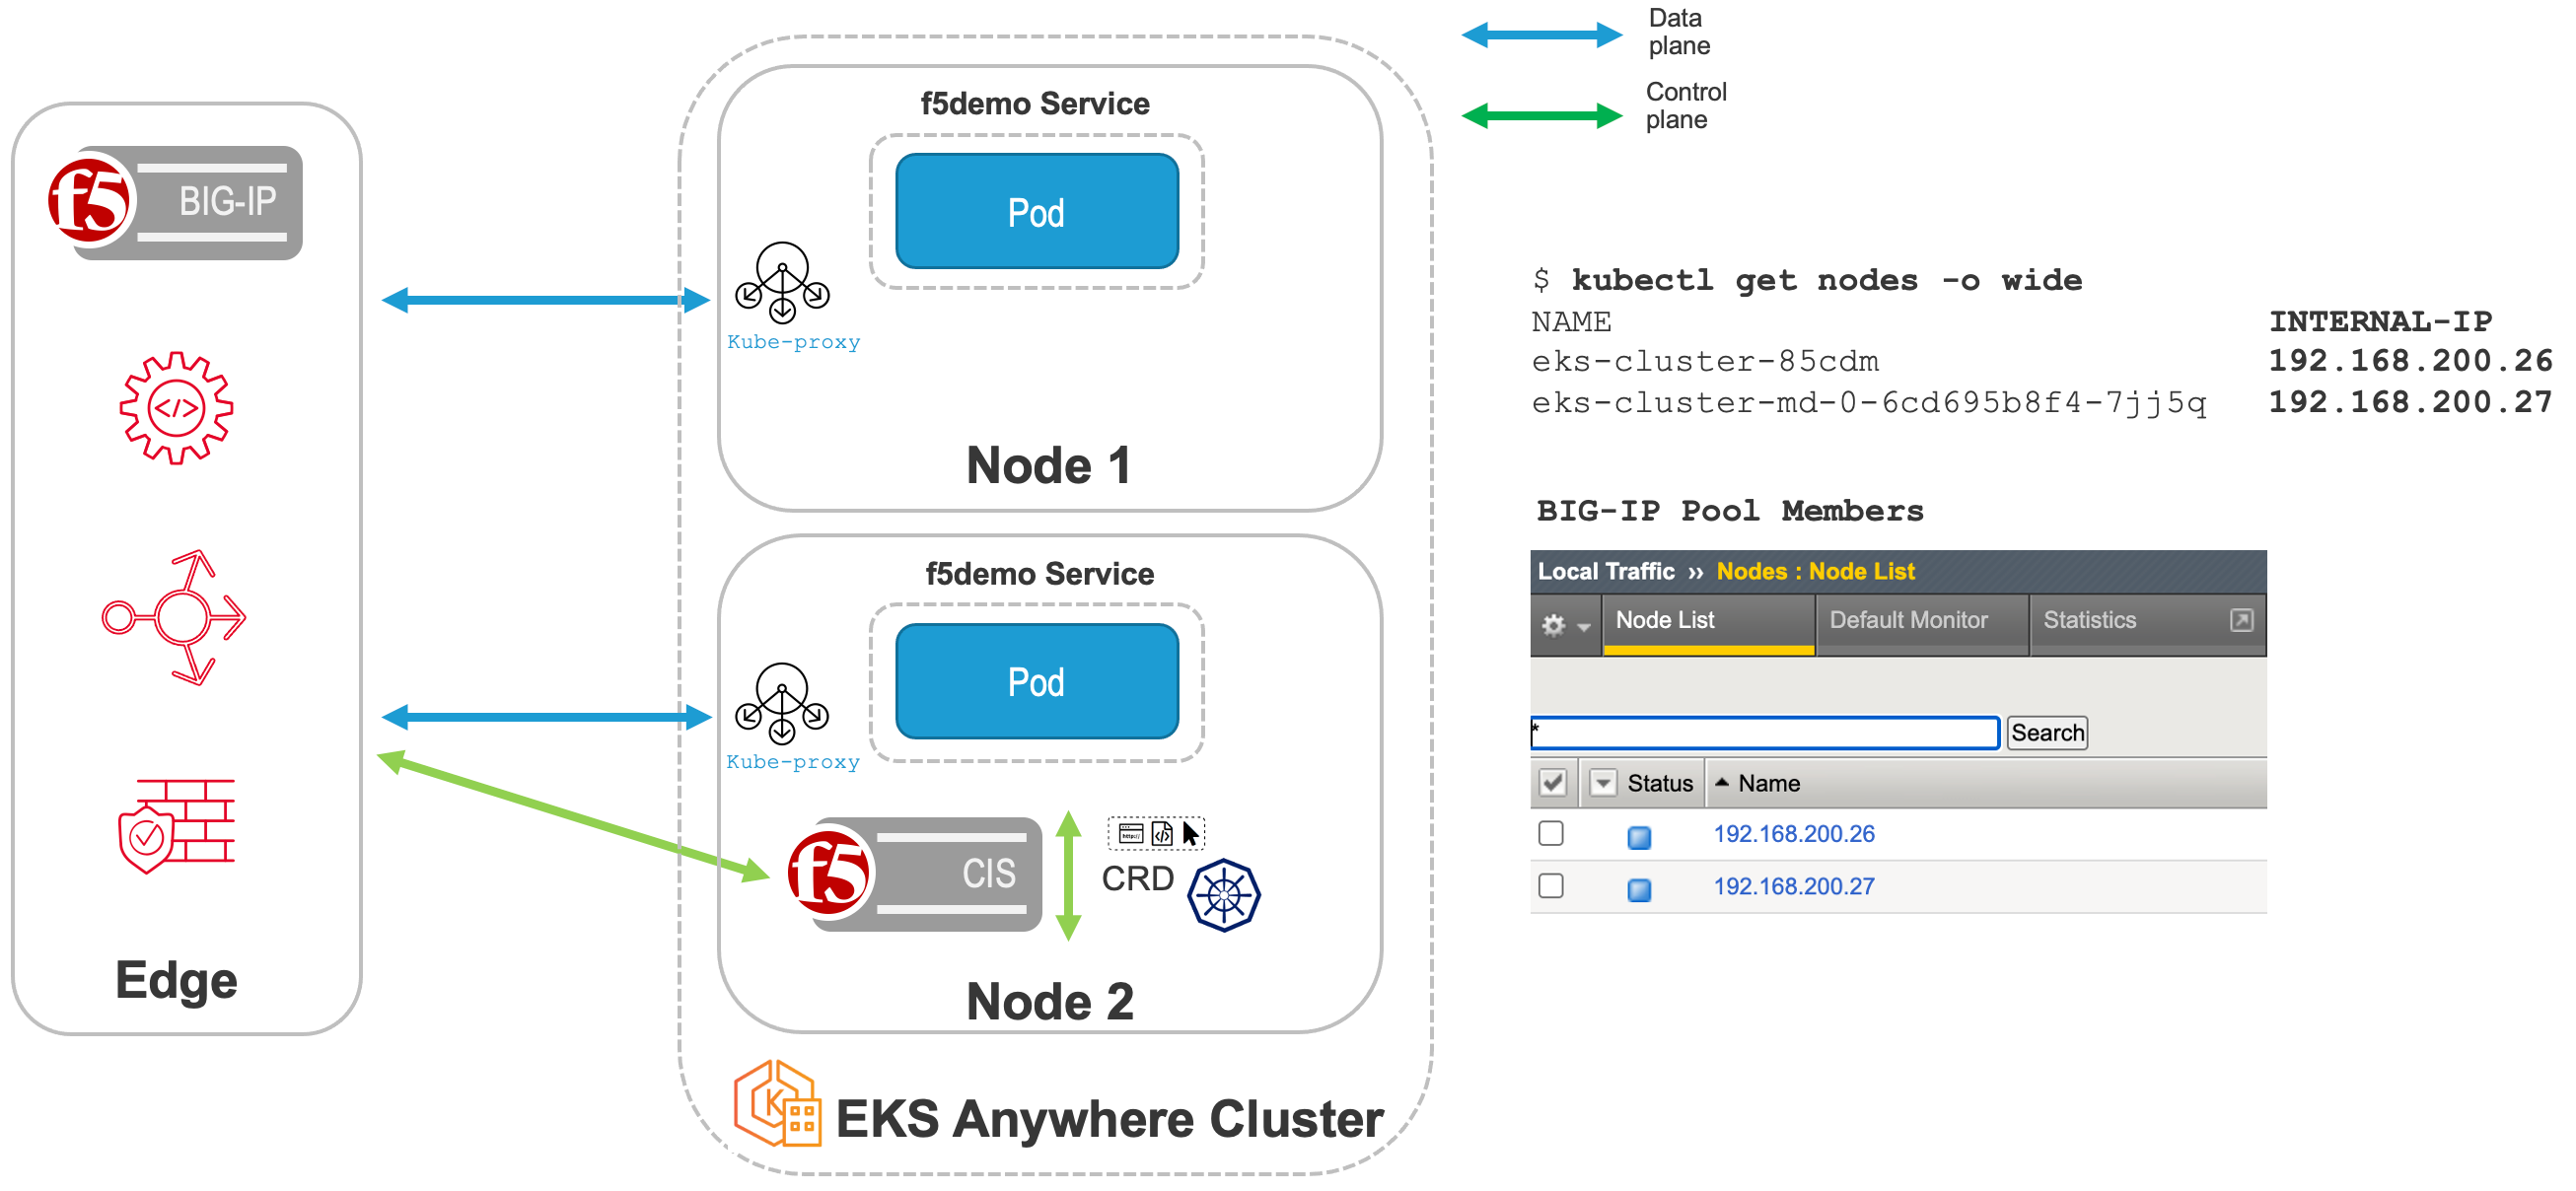 f5
BIG-IP
Edge
f5demo Service
Pod
Kube-proxy
Node 1
f5demo Service
Pod
Kube-proxy
f5
CIS
http://
CRD
Node 2
K
EKS Anywhere Cluster
Data
plane
Control
plane
$ kubectl get nodes -o wide
NAME INTERNAL-IP
eks-cluster-85cdm 192.168.200.26
eks-cluster-md-0-6cd695b8f4-7jj5q 192.168.200.27
BIG-IP Pool Members
Local Traffic ›› Nodes : Node List
Node List Default Monitor Statistics
* Search
Status Name
192.168.200.26
192.168.200.27